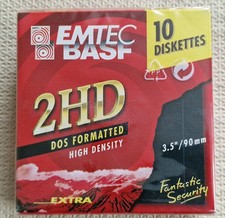 EMTEC
BASF
10
DISKETTES
2HD
DOS FORMATTED
HIGH DENSITY
3.5"/90mm
EXTRA
Fantastic
Security